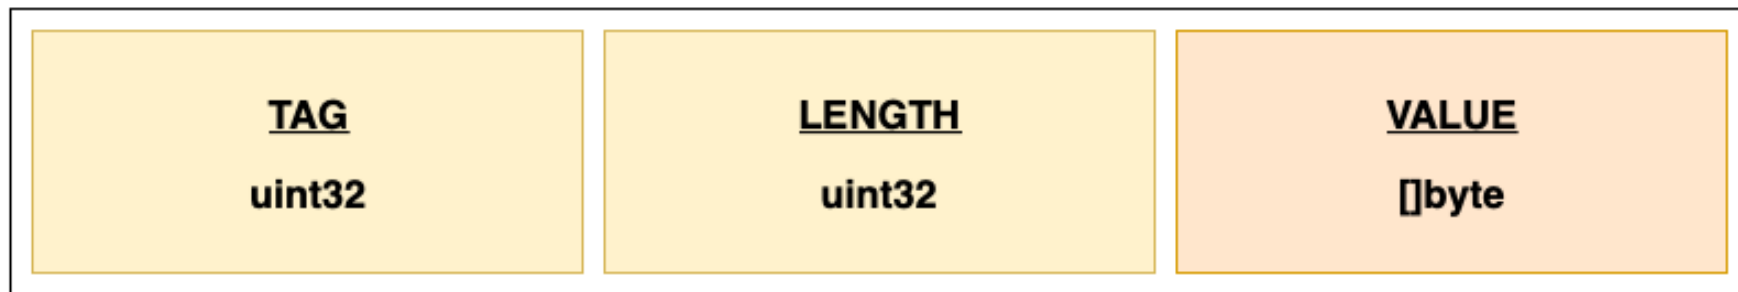 TAG
uint32
LENGTH
uint32
VALUE
[]byte